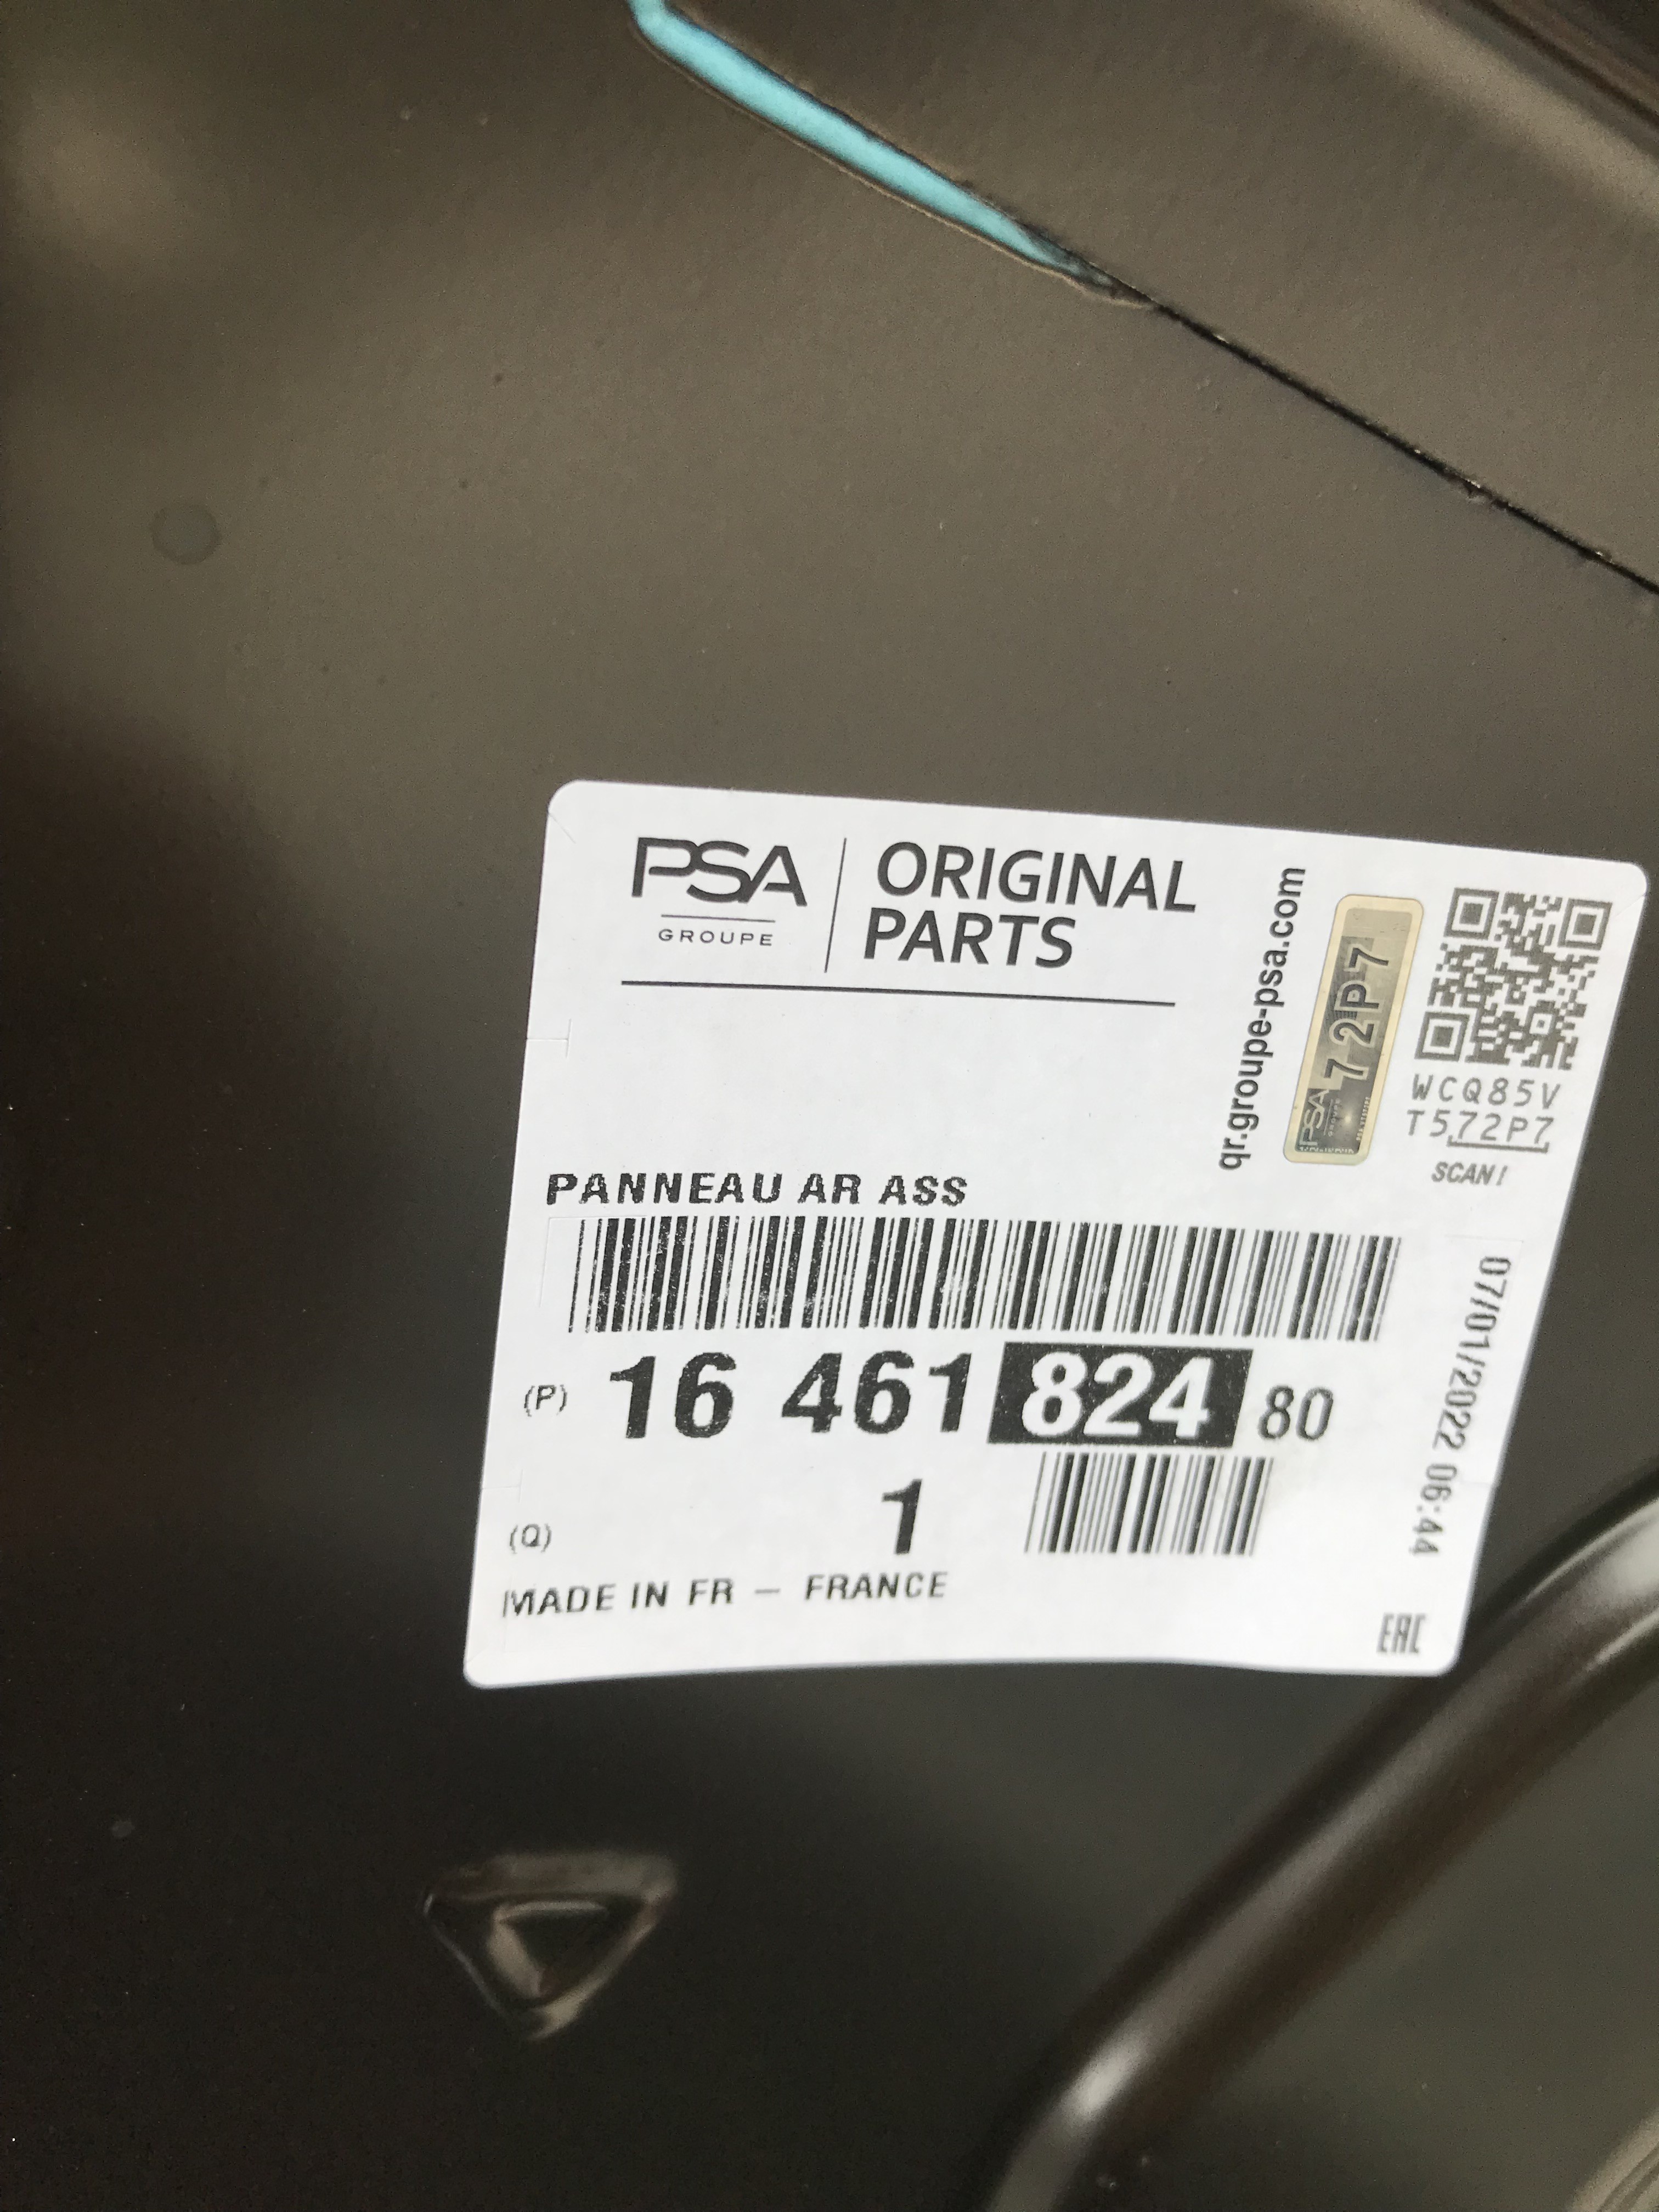 PSA
GROUPE
ORIGINAL
PARTS
qr.groupe-psa.com
PSA
72P7
WCQ85V
T572P7
SCAN!
PANNEAU AR ASS
(P) 16 461 824 80
(Q) 1
MADE IN FR - FRANCE
07/01/2022 06:44
EAC